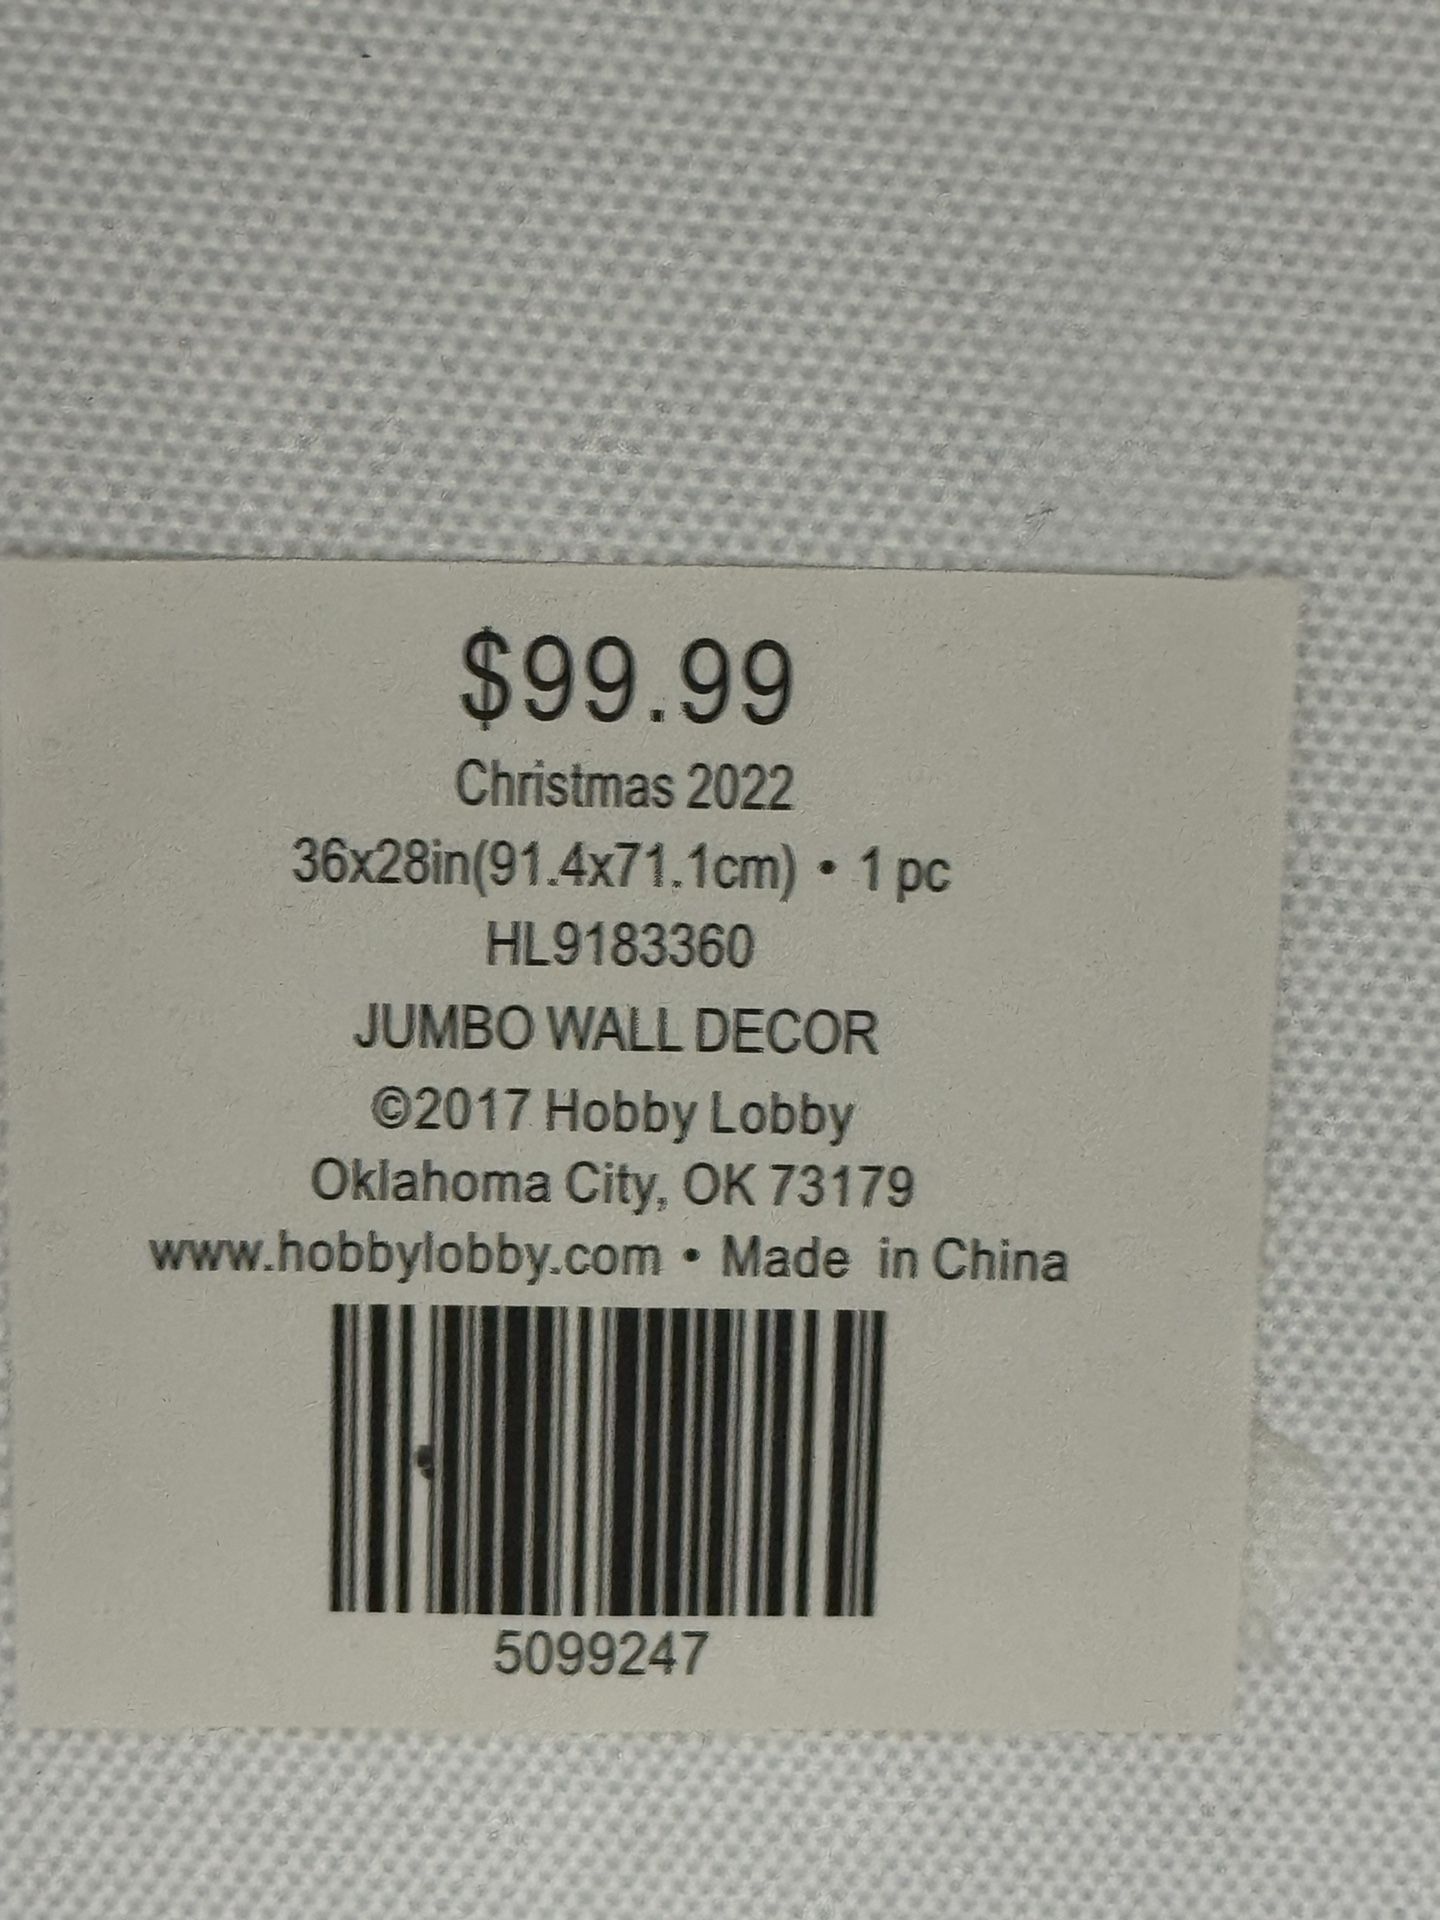 $99.99
Christmas 2022
36x28in(91.4x71.1cm) • 1 pc
HL9183360
JUMBO WALL DECOR
©2017 Hobby Lobby
Oklahoma City, OK 73179
www.hobbylobby.com • Made in China
5099247